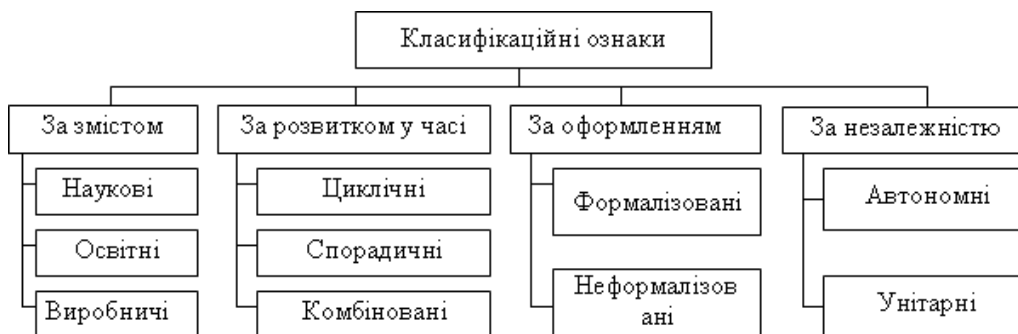 Класифікаційні ознаки
За змістом
Наукові
Освітні
Виробничі
За розвитком у часі
Циклічні
Спорадичні
Комбіновані
За оформленням
Формалізовані
Неформалізов
ані
За незалежністю
Автономні
Унітарні